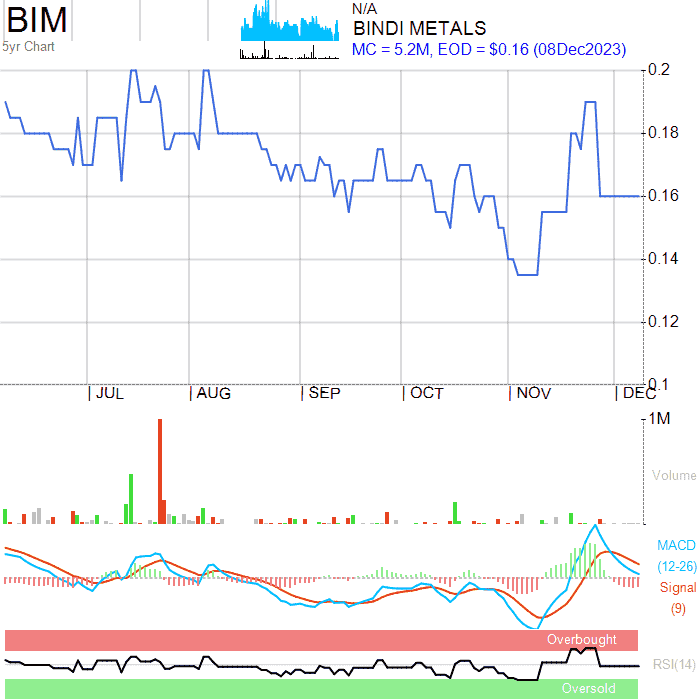 BIM
5yr Chart
N/A
BINDI METALS
MC = 5.2M, EOD = $0.16 (08Dec2023)
0.2
0.18
0.16
0.14
0.12
0.1
JUL AUG SEP OCT NOV DEC
1M
Volume
MACD
(12-26)
Signal
(9)
Overbought
RSI(14)
Oversold